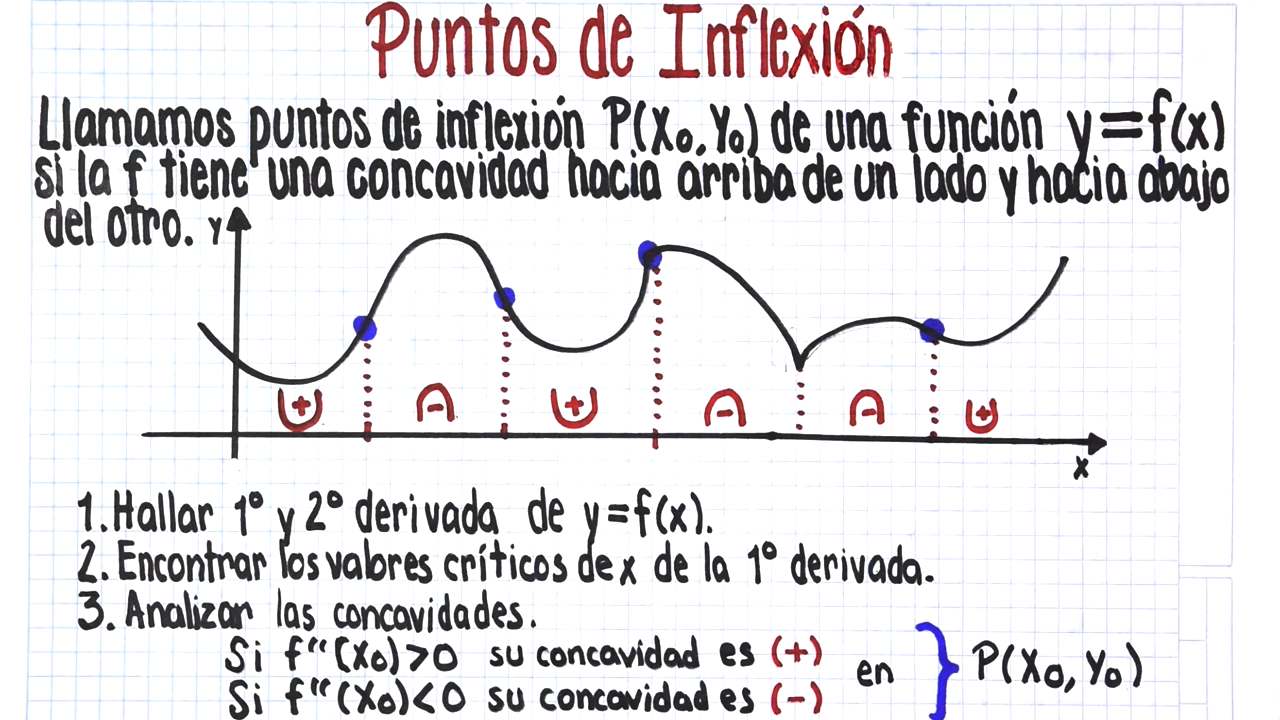 Puntos de Inflexión
Llamamos puntos de inflexión P(X₀, Y₀) de una función y=f(x)
si la f tiene una concavidad hacia arriba de un lado y hacia abajo
del otro.
Y
+ - + - - +
X
1. Hallar 1° y 2° derivada de y=f(x).
2. Encontrar los valores críticos de x de la 1° derivada.
3. Analizar las concavidades.
Si f''(X₀)>0 su concavidad es (+)
en } P(X₀, Y₀)
Si f''(X₀)<0 su concavidad es (-)